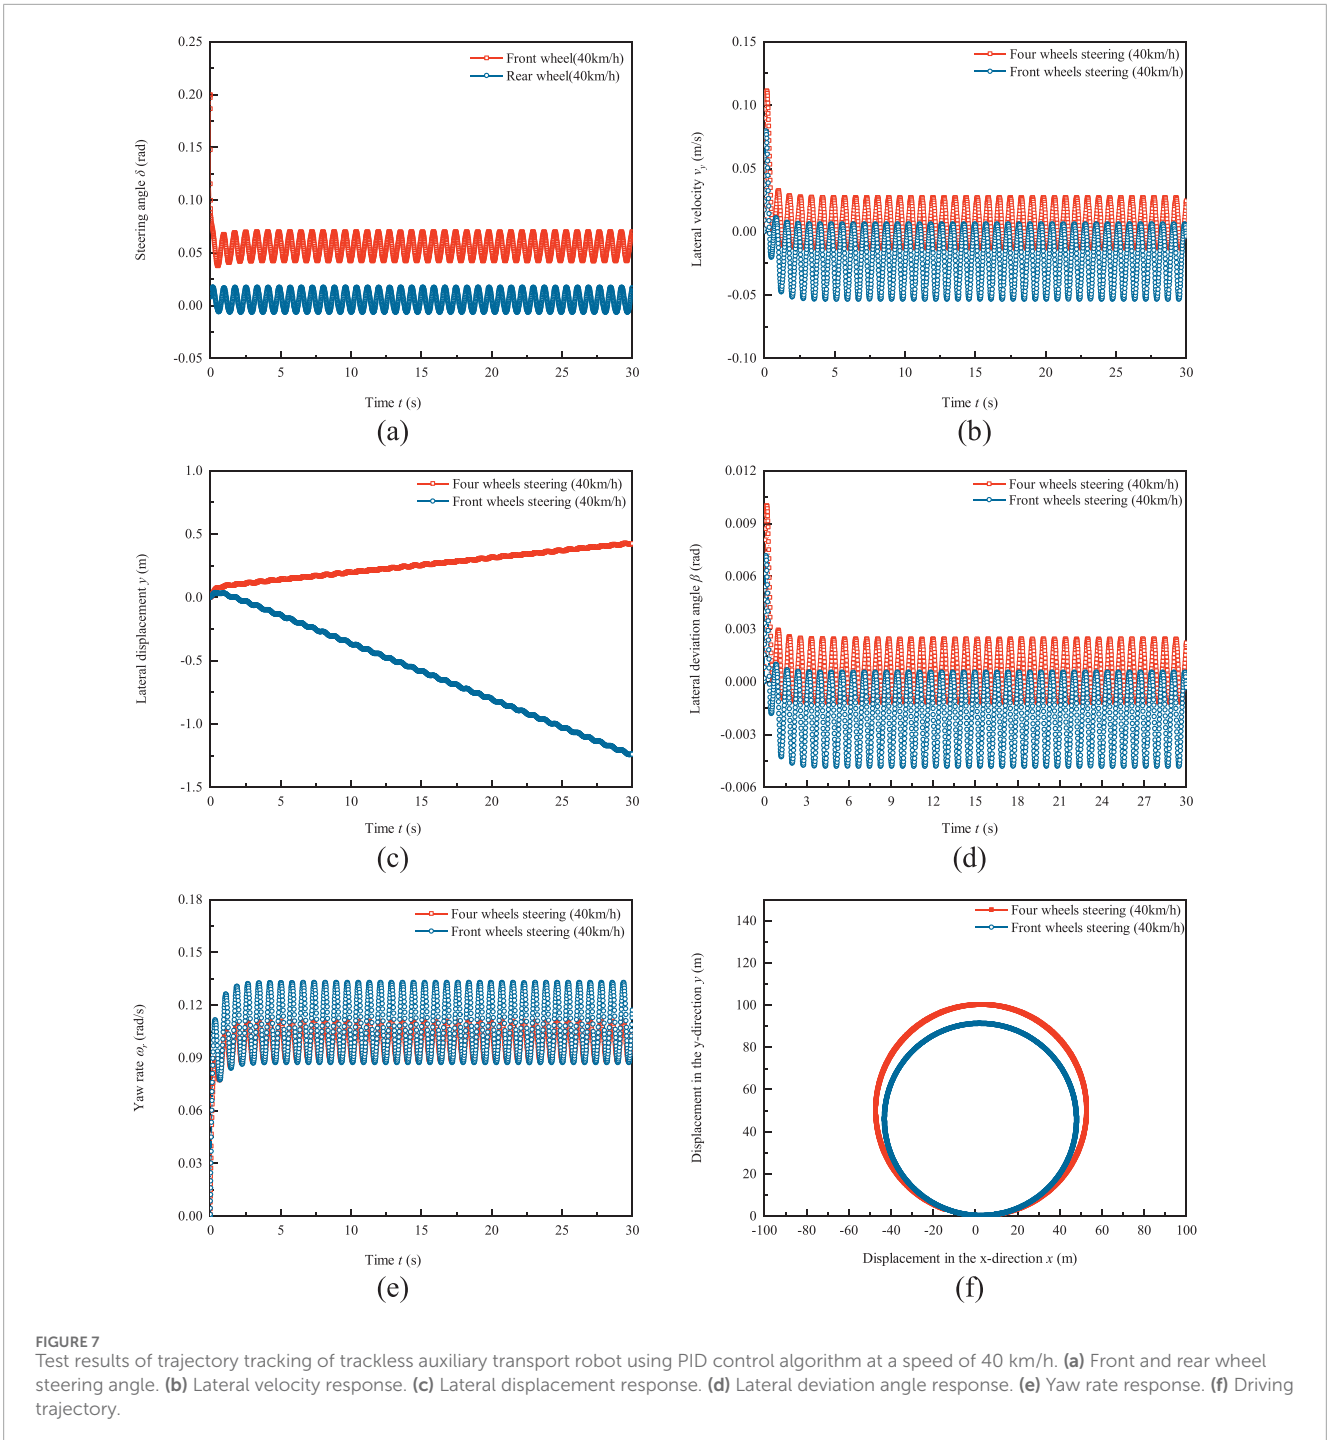 0.25
0.20
0.15
0.10
0.05
0.00
-0.05
Steering angle δ (rad)
Front wheel(40km/h)
Rear wheel(40km/h)
0 5 10 15 20 25 30
Time t (s)
(a)
0.15
0.10
0.05
0.00
-0.05
-0.10
Lateral velocity vy (m/s)
Four wheels steering (40km/h)
Front wheels steering (40km/h)
0 5 10 15 20 25 30
Time t (s)
(b)
1.0
0.5
0.0
-0.5
-1.0
-1.5
Lateral displacement y (m)
Four wheels steering (40km/h)
Front wheels steering (40km/h)
0 5 10 15 20 25 30
Time t (s)
(c)
0.012
0.009
0.006
0.003
0.000
-0.003
-0.006
Lateral deviation angle β (rad)
Four wheels steering (40km/h)
Front wheels steering (40km/h)
0 3 6 9 12 15 18 21 24 27 30
Time t (s)
(d)
0.18
0.15
0.12
0.09
0.06
0.03
0.00
Yaw rate ωr (rad/s)
Four wheels steering (40km/h)
Front wheels steering (40km/h)
0 5 10 15 20 25 30
Time t (s)
(e)
140
120
100
80
60
40
20
0
Displacement in the y-direction y (m)
Four wheels steering (40km/h)
Front wheels steering (40km/h)
-100 -80 -60 -40 -20 0 20 40 60 80 100
Displacement in the x-direction x (m)
(f)
FIGURE 7
Test results of trajectory tracking of trackless auxiliary transport robot using PID control algorithm at a speed of 40 km/h. (a) Front and rear wheel
steering angle. (b) Lateral velocity response. (c) Lateral displacement response. (d) Lateral deviation angle response. (e) Yaw rate response. (f) Driving
trajectory.